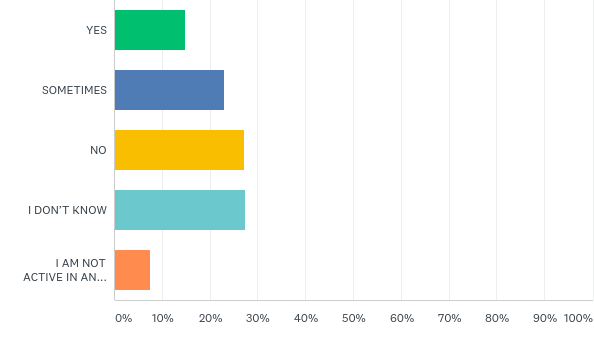 YES
SOMETIMES
NO
I DON'T KNOW
I AM NOT
ACTIVE IN AN...
0% 10% 20% 30% 40% 50% 60% 70% 80% 90% 100%